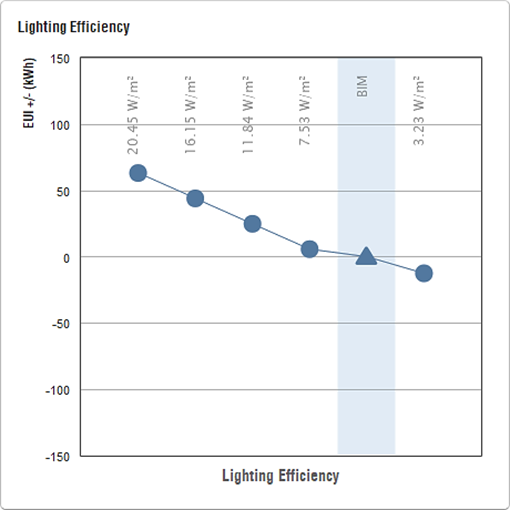 Lighting Efficiency
EUI +/- (kWh)
150
100
50
0
-50
-100
-150
20.45 W/m²
16.15 W/m²
11.84 W/m²
7.53 W/m²
BIM
3.23 W/m²
Lighting Efficiency